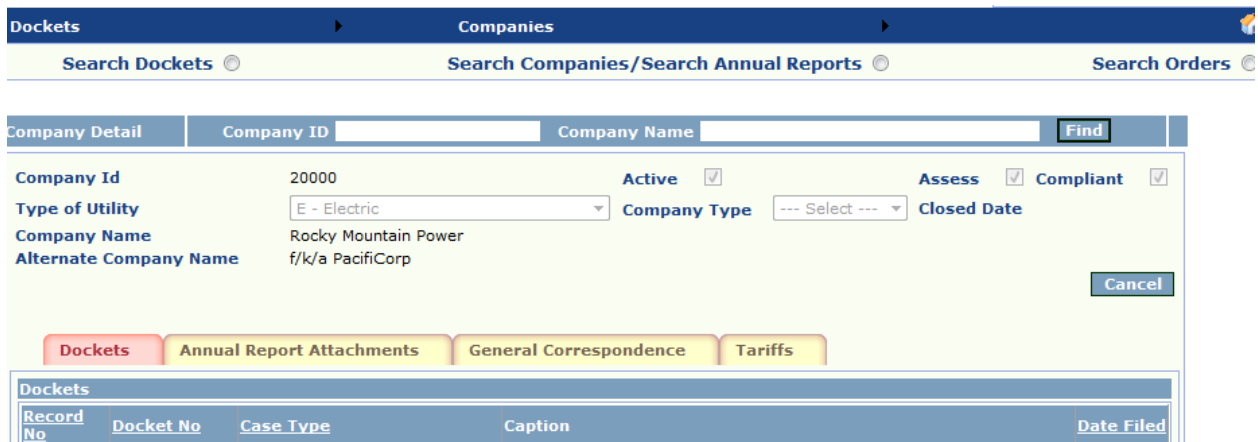 Dockets Companies
Search Dockets Search Companies/Search Annual Reports Search Orders
Company Detail Company ID Company Name Find
Company Id 20000 Active Assess Compliant
Type of Utility E - Electric Company Type --- Select --- Closed Date
Company Name Rocky Mountain Power
Alternate Company Name f/k/a PacifiCorp
Cancel
Dockets Annual Report Attachments General Correspondence Tariffs
Dockets
Record No Docket No Case Type Caption Date Filed